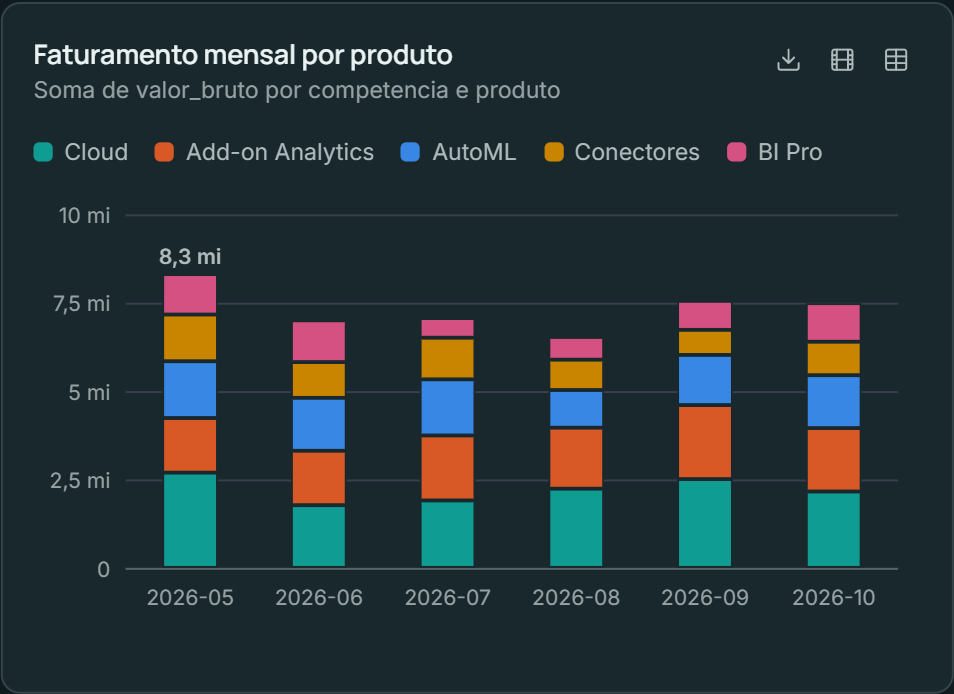 Faturamento mensal por produto
Soma de valor_bruto por competencia e produto
Cloud Add-on Analytics AutoML Conectores BI Pro
10 mi
8,3 mi
7,5 mi
5 mi
2,5 mi
0
2026-05 2026-06 2026-07 2026-08 2026-09 2026-10